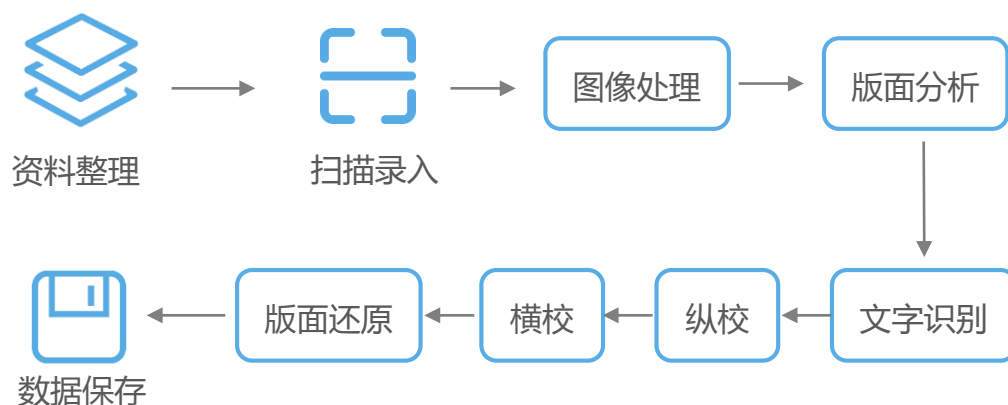 资料整理
扫描录入
图像处理
版面分析
文字识别
纵校
横校
版面还原
数据保存